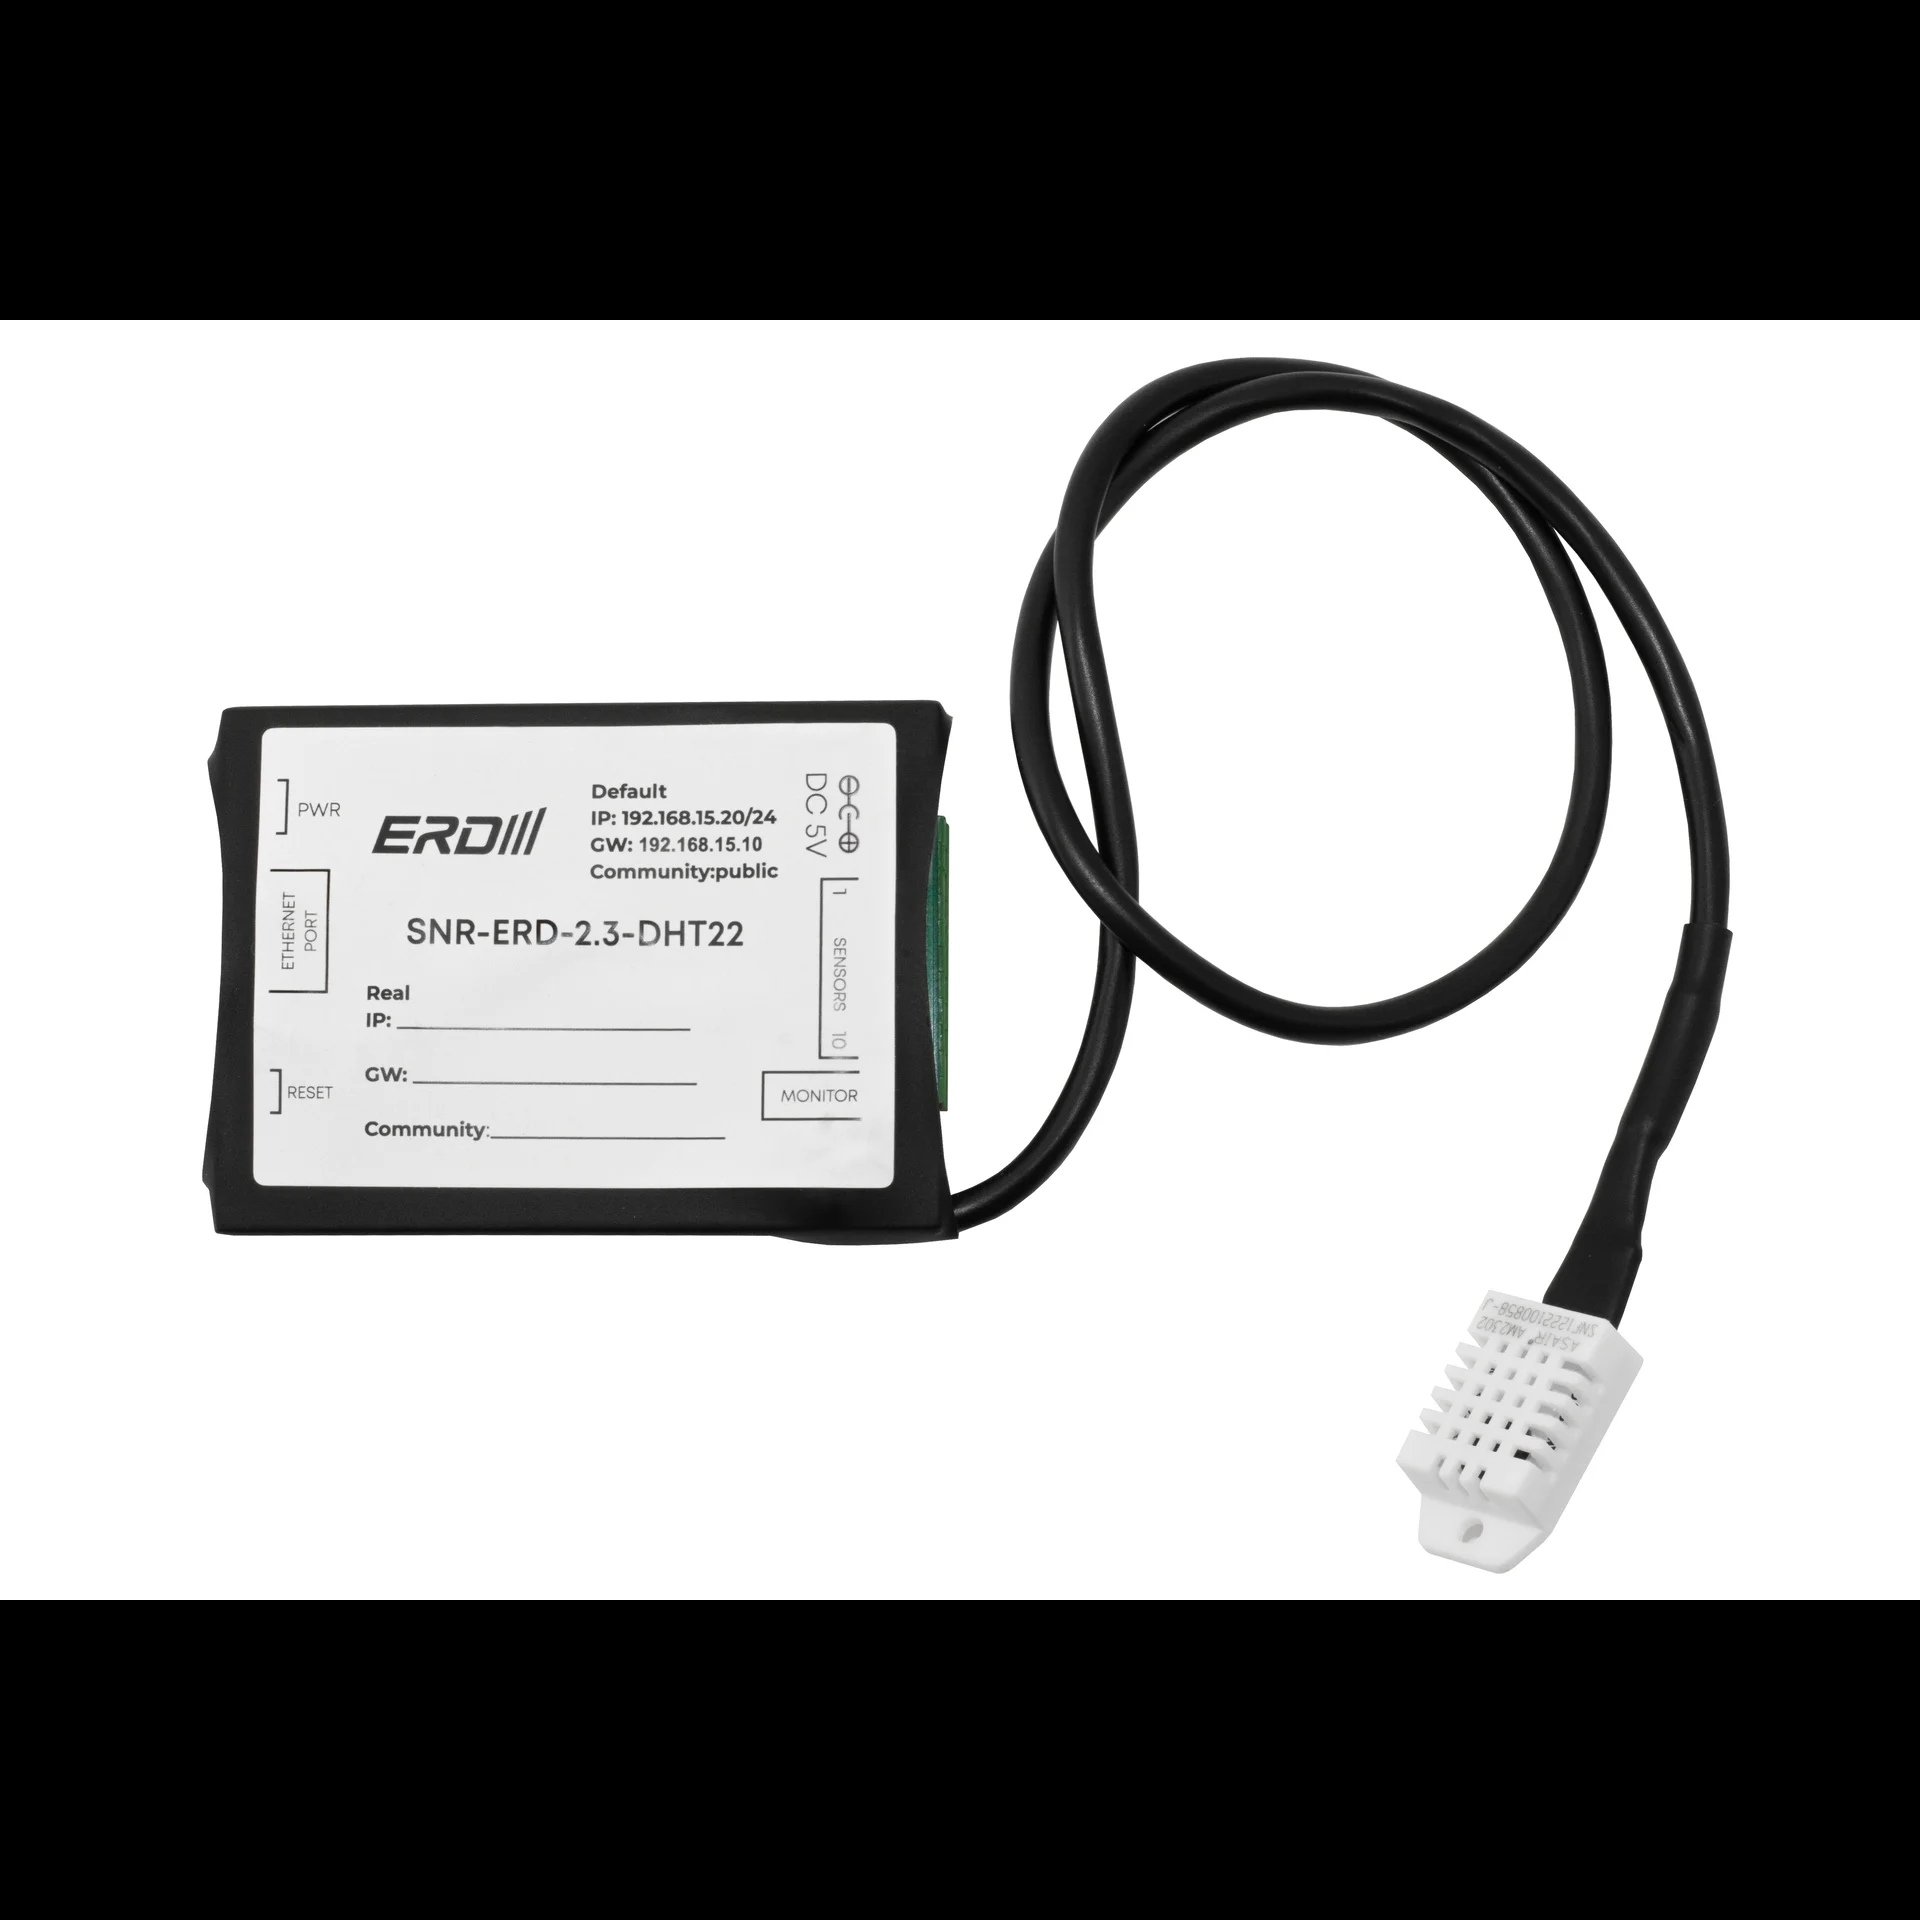 PWR
ERD
Default
IP: 192.168.15.20/24
GW: 192.168.15.10
Community:public
DC 5V
ETHERNET
PORT
SNR-ERD-2.3-DHT22
1 SENSORS 10
Real
IP:
GW:
RESET
MONITOR
Community:
ASAIR® AM2302